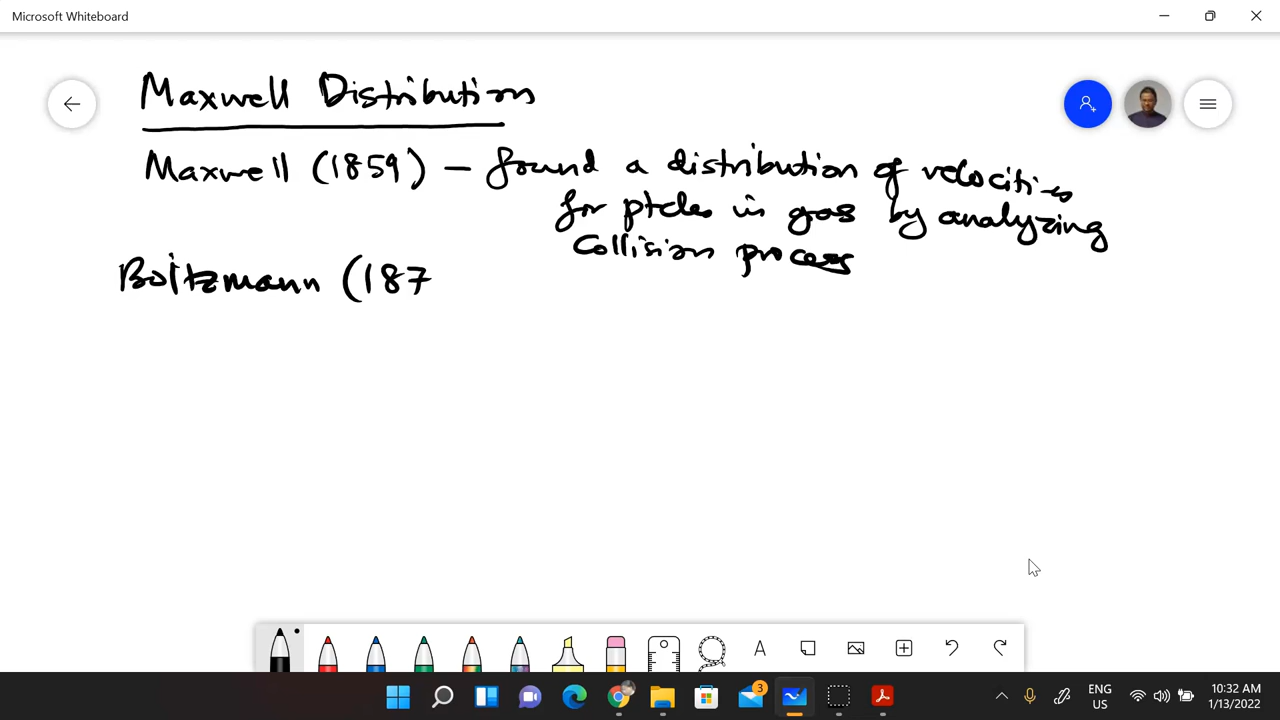 Microsoft Whiteboard
Maxwell Distribution
Maxwell (1859) – found a distribution of velocities
for ptcles in gas by analyzing
Collision process
Boltzmann (187
A
3
ENG
US
10:32 AM
1/13/2022